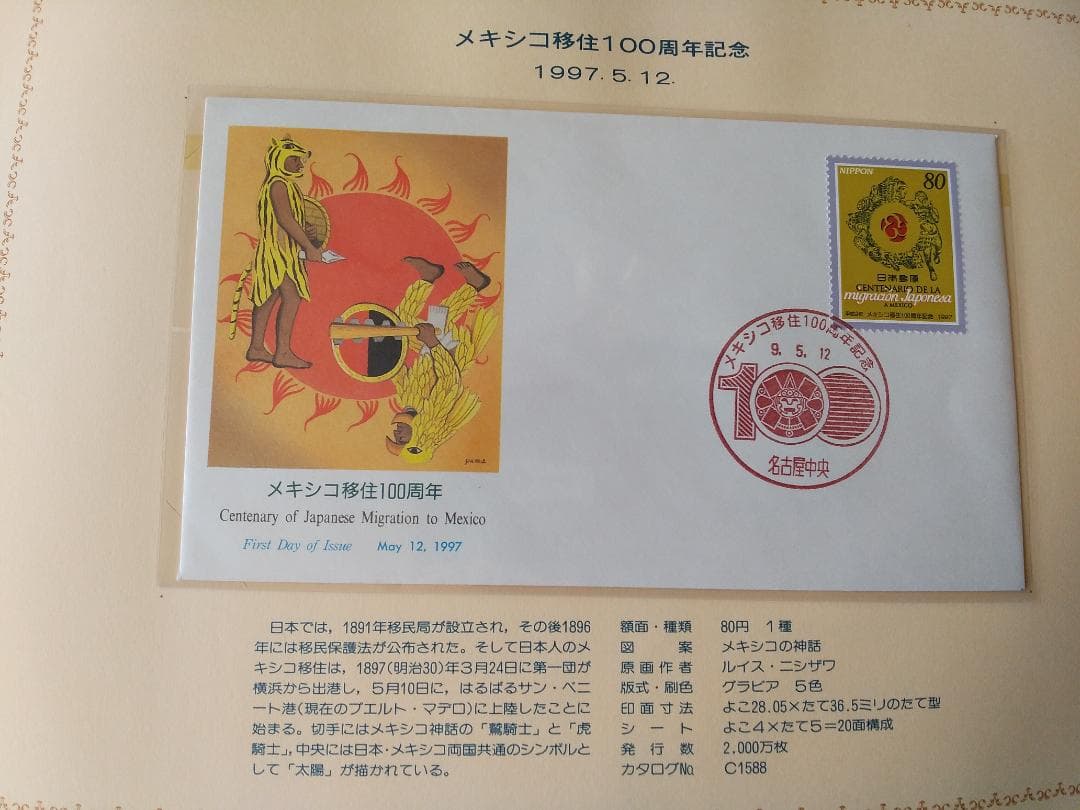 メキシコ移住100周年記念
1997.5.12.
NIPPON 80
日本郵便
CENTENARIO DE LA
migración Japonesa
A MEXICO
平成9年 メキシコ移住100周年記念 1997
メキシコ移住100周年記念
9.5.12
100
名古屋中央
yama
メキシコ移住100周年
Centenary of Japanese Migration to Mexico
First Day of Issue May 12, 1997
日本では，1891年移民局が設立され，その後1896
年には移民保護法が公布された。そして日本人のメ
キシコ移住は，1897(明治30)年3月24日に第一団が
横浜から出港し，5月10日に，はるばるサン・ベニ
ート港(現在のプエルト・マデロ)に上陸したことに
始まる。切手にはメキシコ神話の「鷲騎士」と「虎
騎士」，中央には日本・メキシコ両国共通のシンボルと
して「太陽」が描かれている。
額面・種類 80円 1種
図案 メキシコの神話
原画作者 ルイス・ニシザワ
版式・刷色 グラビア 5色
印面寸法 よこ28.05×たて36.5ミリのたて型
シート よこ4×たて5＝20面構成
発行数 2,000万枚
カタログ№ C1588